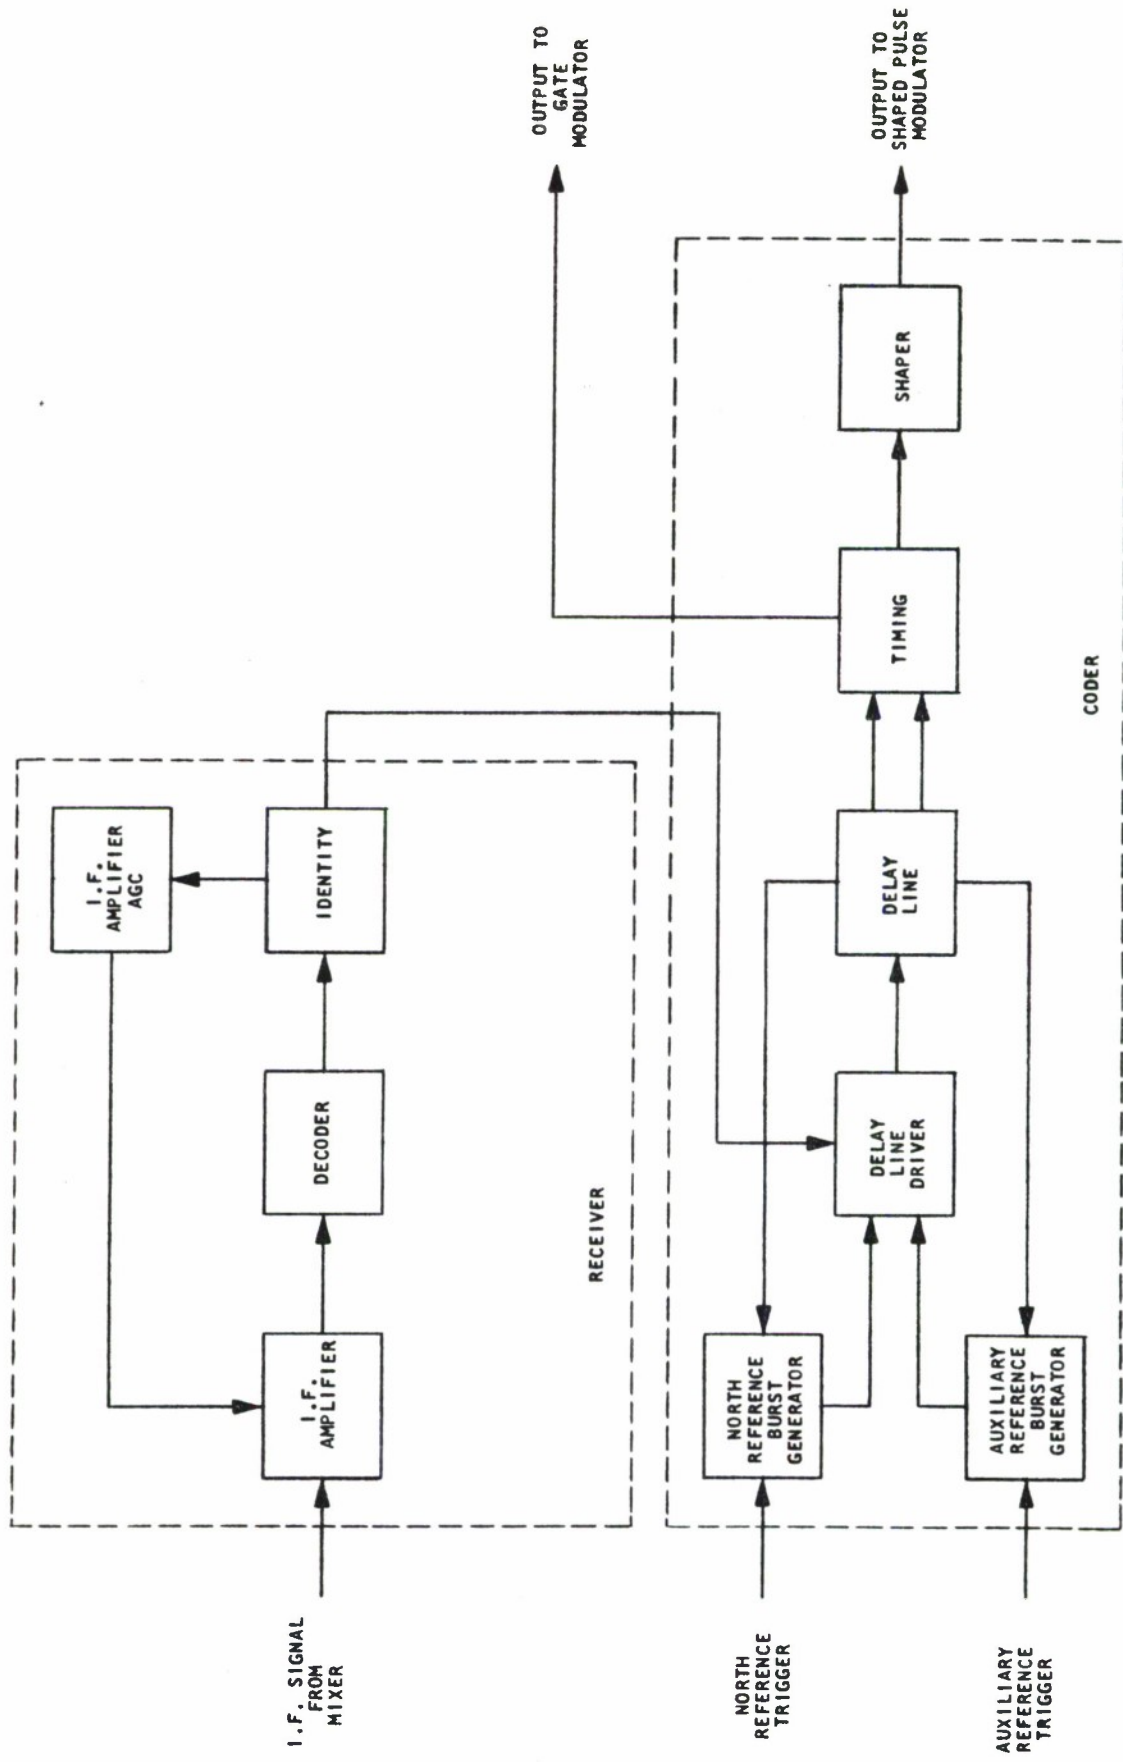 I.F. SIGNAL
FROM
MIXER
I.F.
AMPLIFIER
DECODER
IDENTITY
I.F.
AMPLIFIER
AGC
RECEIVER
OUTPUT TO
GATE
MODULATOR
NORTH
REFERENCE
TRIGGER
NORTH
REFERENCE
BURST
GENERATOR
AUXILIARY
REFERENCE
TRIGGER
AUXILIARY
REFERENCE
BURST
GENERATOR
DELAY
LINE
DRIVER
DELAY
LINE
TIMING
SHAPER
OUTPUT TO
SHAPED PULSE
MODULATOR
CODER